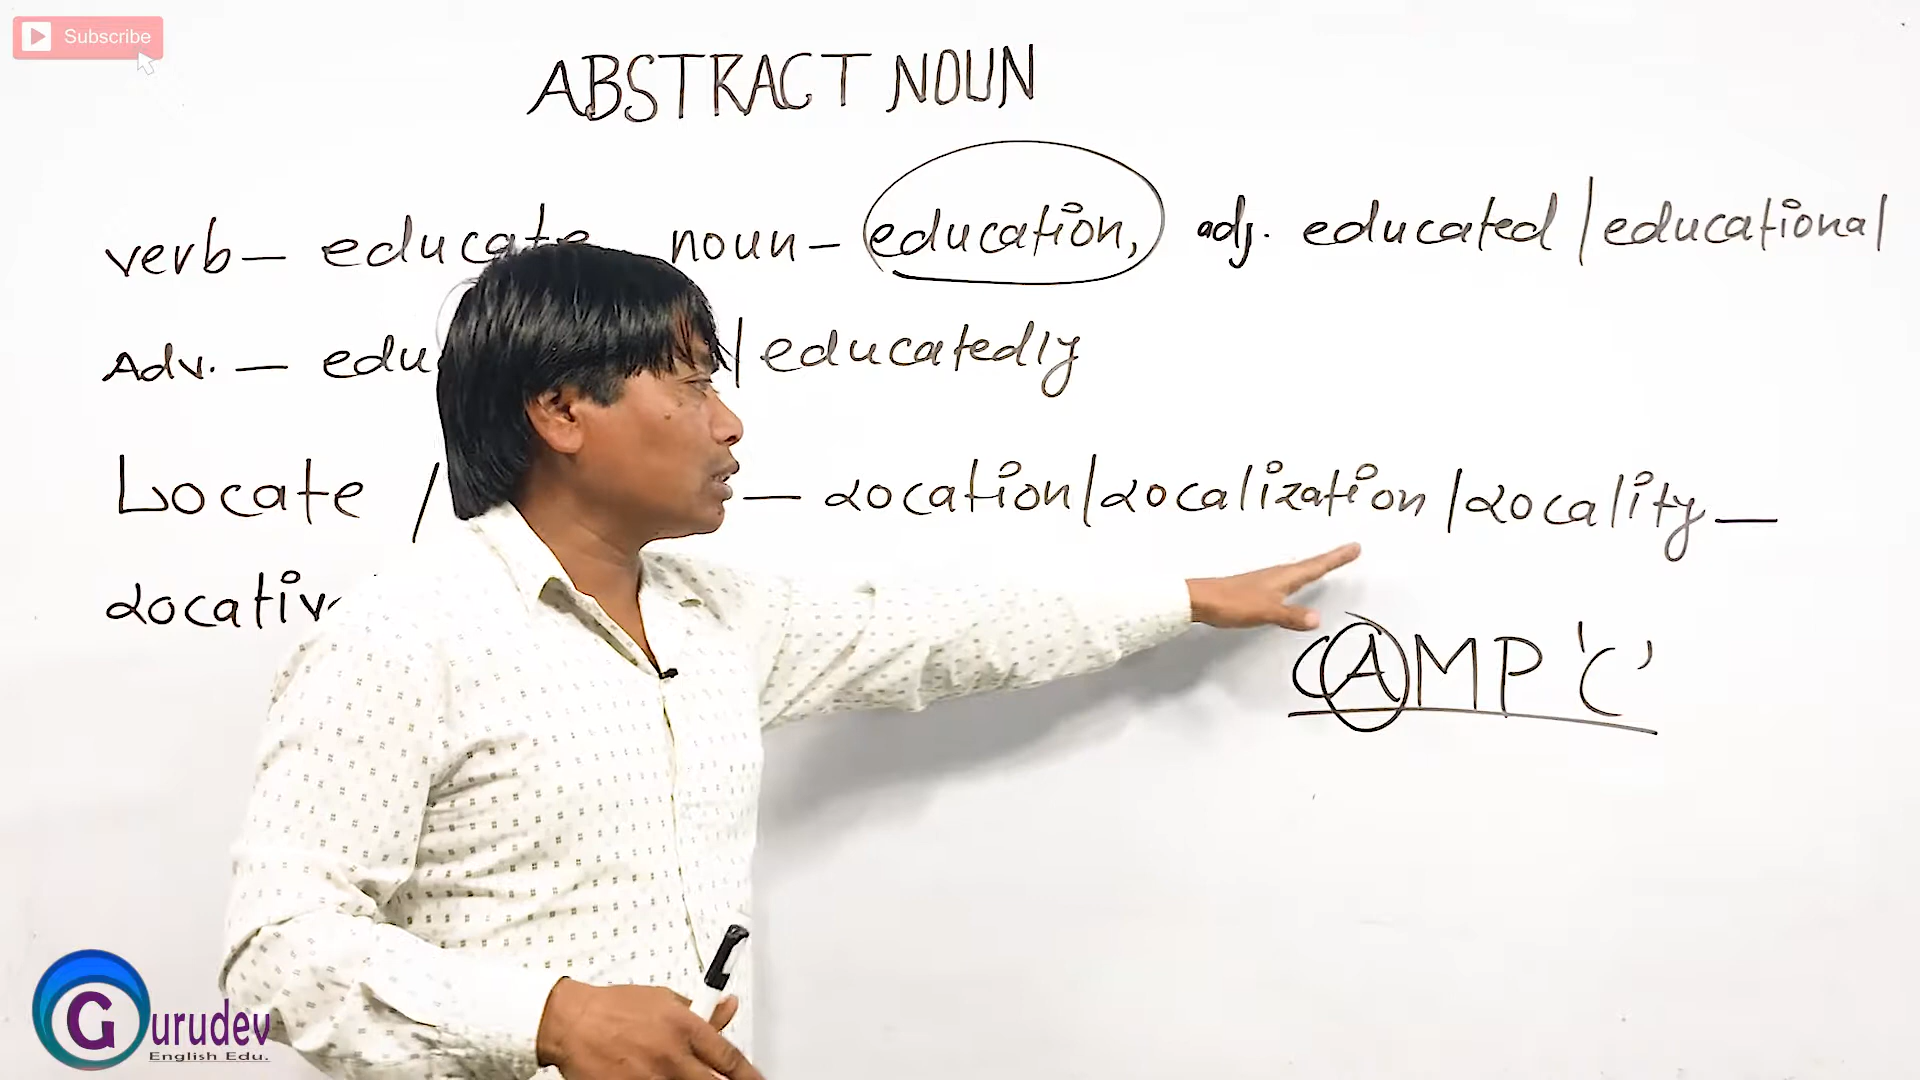 Subscribe
ABSTRACT NOUN
verb - educate noun - education, adj. educated / educational
Adv. - edu / educatedly
Locate / - Location / Localization / Locality -
Locativ
CAMP 'C'
Gurudev
English Edu.